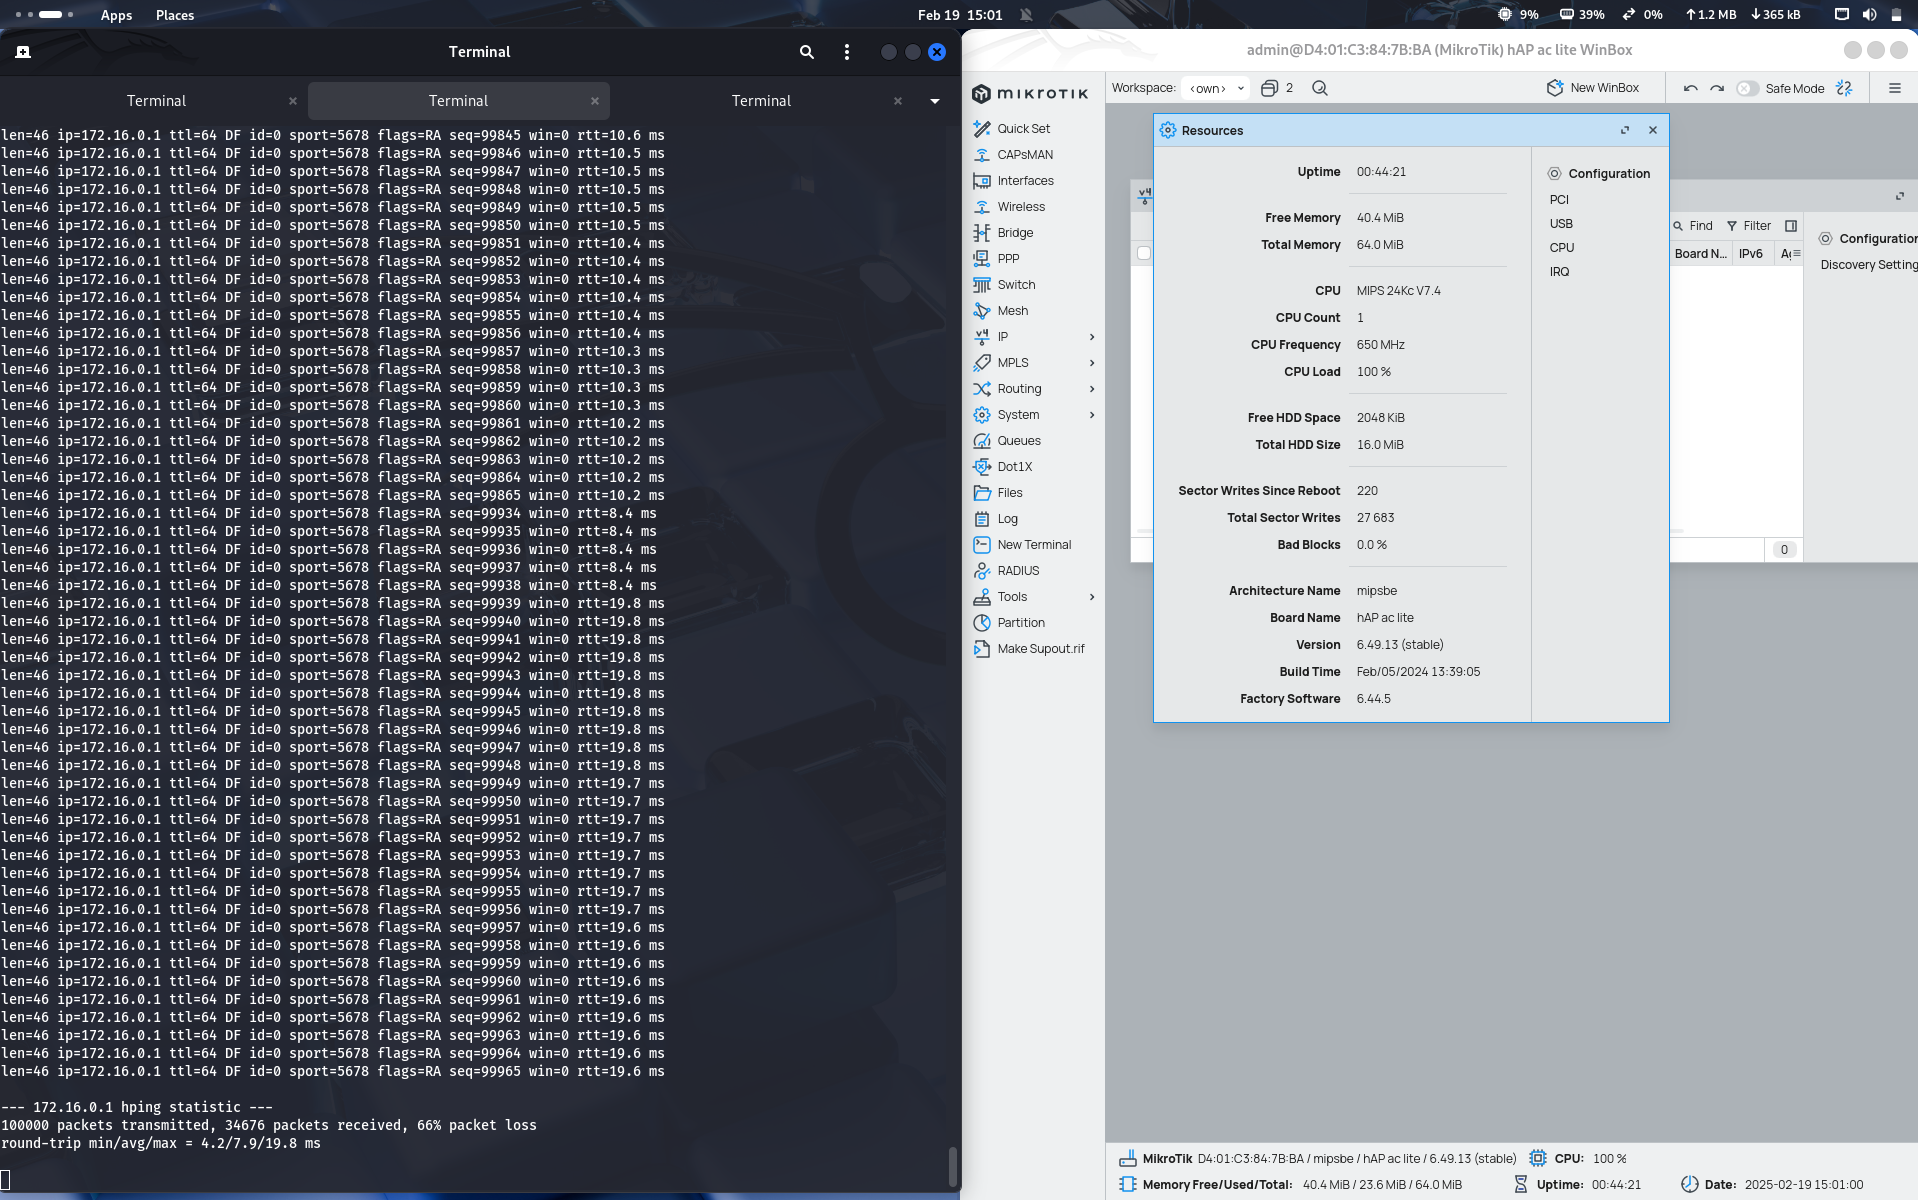 Apps Places
Feb 19 15:01
9% 39% 0% 1.2 MB 365 kB
Terminal
Terminal Terminal Terminal
len=46 ip=172.16.0.1 ttl=64 DF id=0 sport=5678 flags=RA seq=99845 win=0 rtt=10.6 ms
len=46 ip=172.16.0.1 ttl=64 DF id=0 sport=5678 flags=RA seq=99846 win=0 rtt=10.5 ms
len=46 ip=172.16.0.1 ttl=64 DF id=0 sport=5678 flags=RA seq=99847 win=0 rtt=10.5 ms
len=46 ip=172.16.0.1 ttl=64 DF id=0 sport=5678 flags=RA seq=99848 win=0 rtt=10.5 ms
len=46 ip=172.16.0.1 ttl=64 DF id=0 sport=5678 flags=RA seq=99849 win=0 rtt=10.5 ms
len=46 ip=172.16.0.1 ttl=64 DF id=0 sport=5678 flags=RA seq=99850 win=0 rtt=10.5 ms
len=46 ip=172.16.0.1 ttl=64 DF id=0 sport=5678 flags=RA seq=99851 win=0 rtt=10.4 ms
len=46 ip=172.16.0.1 ttl=64 DF id=0 sport=5678 flags=RA seq=99852 win=0 rtt=10.4 ms
len=46 ip=172.16.0.1 ttl=64 DF id=0 sport=5678 flags=RA seq=99853 win=0 rtt=10.4 ms
len=46 ip=172.16.0.1 ttl=64 DF id=0 sport=5678 flags=RA seq=99854 win=0 rtt=10.4 ms
len=46 ip=172.16.0.1 ttl=64 DF id=0 sport=5678 flags=RA seq=99855 win=0 rtt=10.4 ms
len=46 ip=172.16.0.1 ttl=64 DF id=0 sport=5678 flags=RA seq=99856 win=0 rtt=10.4 ms
len=46 ip=172.16.0.1 ttl=64 DF id=0 sport=5678 flags=RA seq=99857 win=0 rtt=10.3 ms
len=46 ip=172.16.0.1 ttl=64 DF id=0 sport=5678 flags=RA seq=99858 win=0 rtt=10.3 ms
len=46 ip=172.16.0.1 ttl=64 DF id=0 sport=5678 flags=RA seq=99859 win=0 rtt=10.3 ms
len=46 ip=172.16.0.1 ttl=64 DF id=0 sport=5678 flags=RA seq=99860 win=0 rtt=10.3 ms
len=46 ip=172.16.0.1 ttl=64 DF id=0 sport=5678 flags=RA seq=99861 win=0 rtt=10.2 ms
len=46 ip=172.16.0.1 ttl=64 DF id=0 sport=5678 flags=RA seq=99862 win=0 rtt=10.2 ms
len=46 ip=172.16.0.1 ttl=64 DF id=0 sport=5678 flags=RA seq=99863 win=0 rtt=10.2 ms
len=46 ip=172.16.0.1 ttl=64 DF id=0 sport=5678 flags=RA seq=99864 win=0 rtt=10.2 ms
len=46 ip=172.16.0.1 ttl=64 DF id=0 sport=5678 flags=RA seq=99865 win=0 rtt=10.2 ms
len=46 ip=172.16.0.1 ttl=64 DF id=0 sport=5678 flags=RA seq=99934 win=0 rtt=8.4 ms
len=46 ip=172.16.0.1 ttl=64 DF id=0 sport=5678 flags=RA seq=99935 win=0 rtt=8.4 ms
len=46 ip=172.16.0.1 ttl=64 DF id=0 sport=5678 flags=RA seq=99936 win=0 rtt=8.4 ms
len=46 ip=172.16.0.1 ttl=64 DF id=0 sport=5678 flags=RA seq=99937 win=0 rtt=8.4 ms
len=46 ip=172.16.0.1 ttl=64 DF id=0 sport=5678 flags=RA seq=99938 win=0 rtt=8.4 ms
len=46 ip=172.16.0.1 ttl=64 DF id=0 sport=5678 flags=RA seq=99939 win=0 rtt=19.8 ms
len=46 ip=172.16.0.1 ttl=64 DF id=0 sport=5678 flags=RA seq=99940 win=0 rtt=19.8 ms
len=46 ip=172.16.0.1 ttl=64 DF id=0 sport=5678 flags=RA seq=99941 win=0 rtt=19.8 ms
len=46 ip=172.16.0.1 ttl=64 DF id=0 sport=5678 flags=RA seq=99942 win=0 rtt=19.8 ms
len=46 ip=172.16.0.1 ttl=64 DF id=0 sport=5678 flags=RA seq=99943 win=0 rtt=19.8 ms
len=46 ip=172.16.0.1 ttl=64 DF id=0 sport=5678 flags=RA seq=99944 win=0 rtt=19.8 ms
len=46 ip=172.16.0.1 ttl=64 DF id=0 sport=5678 flags=RA seq=99945 win=0 rtt=19.8 ms
len=46 ip=172.16.0.1 ttl=64 DF id=0 sport=5678 flags=RA seq=99946 win=0 rtt=19.8 ms
len=46 ip=172.16.0.1 ttl=64 DF id=0 sport=5678 flags=RA seq=99947 win=0 rtt=19.8 ms
len=46 ip=172.16.0.1 ttl=64 DF id=0 sport=5678 flags=RA seq=99948 win=0 rtt=19.8 ms
len=46 ip=172.16.0.1 ttl=64 DF id=0 sport=5678 flags=RA seq=99949 win=0 rtt=19.7 ms
len=46 ip=172.16.0.1 ttl=64 DF id=0 sport=5678 flags=RA seq=99950 win=0 rtt=19.7 ms
len=46 ip=172.16.0.1 ttl=64 DF id=0 sport=5678 flags=RA seq=99951 win=0 rtt=19.7 ms
len=46 ip=172.16.0.1 ttl=64 DF id=0 sport=5678 flags=RA seq=99952 win=0 rtt=19.7 ms
len=46 ip=172.16.0.1 ttl=64 DF id=0 sport=5678 flags=RA seq=99953 win=0 rtt=19.7 ms
len=46 ip=172.16.0.1 ttl=64 DF id=0 sport=5678 flags=RA seq=99954 win=0 rtt=19.7 ms
len=46 ip=172.16.0.1 ttl=64 DF id=0 sport=5678 flags=RA seq=99955 win=0 rtt=19.7 ms
len=46 ip=172.16.0.1 ttl=64 DF id=0 sport=5678 flags=RA seq=99956 win=0 rtt=19.7 ms
len=46 ip=172.16.0.1 ttl=64 DF id=0 sport=5678 flags=RA seq=99957 win=0 rtt=19.6 ms
len=46 ip=172.16.0.1 ttl=64 DF id=0 sport=5678 flags=RA seq=99958 win=0 rtt=19.6 ms
len=46 ip=172.16.0.1 ttl=64 DF id=0 sport=5678 flags=RA seq=99959 win=0 rtt=19.6 ms
len=46 ip=172.16.0.1 ttl=64 DF id=0 sport=5678 flags=RA seq=99960 win=0 rtt=19.6 ms
len=46 ip=172.16.0.1 ttl=64 DF id=0 sport=5678 flags=RA seq=99961 win=0 rtt=19.6 ms
len=46 ip=172.16.0.1 ttl=64 DF id=0 sport=5678 flags=RA seq=99962 win=0 rtt=19.6 ms
len=46 ip=172.16.0.1 ttl=64 DF id=0 sport=5678 flags=RA seq=99963 win=0 rtt=19.6 ms
len=46 ip=172.16.0.1 ttl=64 DF id=0 sport=5678 flags=RA seq=99964 win=0 rtt=19.6 ms
len=46 ip=172.16.0.1 ttl=64 DF id=0 sport=5678 flags=RA seq=99965 win=0 rtt=19.6 ms
--- 172.16.0.1 hping statistic ---
100000 packets transmitted, 34676 packets received, 66% packet loss
round-trip min/avg/max = 4.2/7.9/19.8 ms
admin@D4:01:C3:84:7B:BA (MikroTik) hAP ac lite WinBox
MIKROTIK
Workspace: <own> 2 New WinBox Safe Mode
Quick Set
CAPsMAN
Interfaces
Wireless
Bridge
PPP
Switch
Mesh
IP
MPLS
Routing
System
Queues
Dot1X
Files
Log
New Terminal
RADIUS
Tools
Partition
Make Supout.rif
Resources
Uptime 00:44:21
Free Memory 40.4 MiB
Total Memory 64.0 MiB
CPU MIPS 24Kc V7.4
CPU Count 1
CPU Frequency 650 MHz
CPU Load 100 %
Free HDD Space 2048 KiB
Total HDD Size 16.0 MiB
Sector Writes Since Reboot 220
Total Sector Writes 27 683
Bad Blocks 0.0 %
Architecture Name mipsbe
Board Name hAP ac lite
Version 6.49.13 (stable)
Build Time Feb/05/2024 13:39:05
Factory Software 6.44.5
Configuration
PCI
USB
CPU
IRQ
v4
Find Filter
Board N... IPv6
Configuration
Discovery Setting
0
MikroTik D4:01:C3:84:7B:BA / mipsbe / hAP ac lite / 6.49.13 (stable) CPU: 100 %
Memory Free/Used/Total: 40.4 MiB / 23.6 MiB / 64.0 MiB Uptime: 00:44:21 Date: 2025-02-19 15:01:00